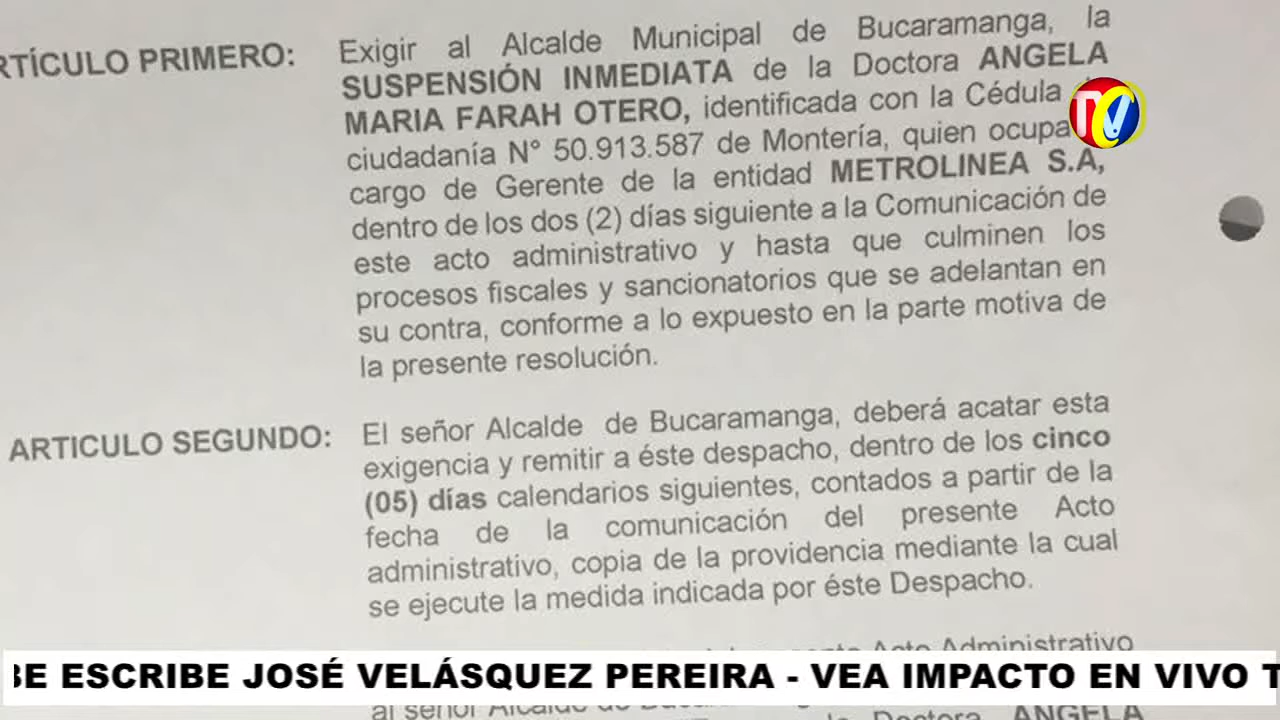 RTÍCULO PRIMERO: Exigir al Alcalde Municipal de Bucaramanga, la
SUSPENSIÓN INMEDIATA de la Doctora ANGELA
MARIA FARAH OTERO, identificada con la Cédula
ciudadanía N° 50.913.587 de Montería, quien ocupa
cargo de Gerente de la entidad METROLINEA S.A,
dentro de los dos (2) días siguiente a la Comunicación de
este acto administrativo y hasta que culminen los
procesos fiscales y sancionatorios que se adelantan en
su contra, conforme a lo expuesto en la parte motiva de
la presente resolución.
ARTICULO SEGUNDO: El señor Alcalde de Bucaramanga, deberá acatar esta
exigencia y remitir a éste despacho, dentro de los cinco
(05) días calendarios siguientes, contados a partir de la
fecha de la comunicación del presente Acto
administrativo, copia de la providencia mediante la cual
se ejecute la medida indicada por éste Despacho.
Acto Administrativo
BE ESCRIBE JOSÉ VELÁSQUEZ PEREIRA - VEA IMPACTO EN VIVO T
al señor Alcalde de
la Doctora ANGELA
TVC